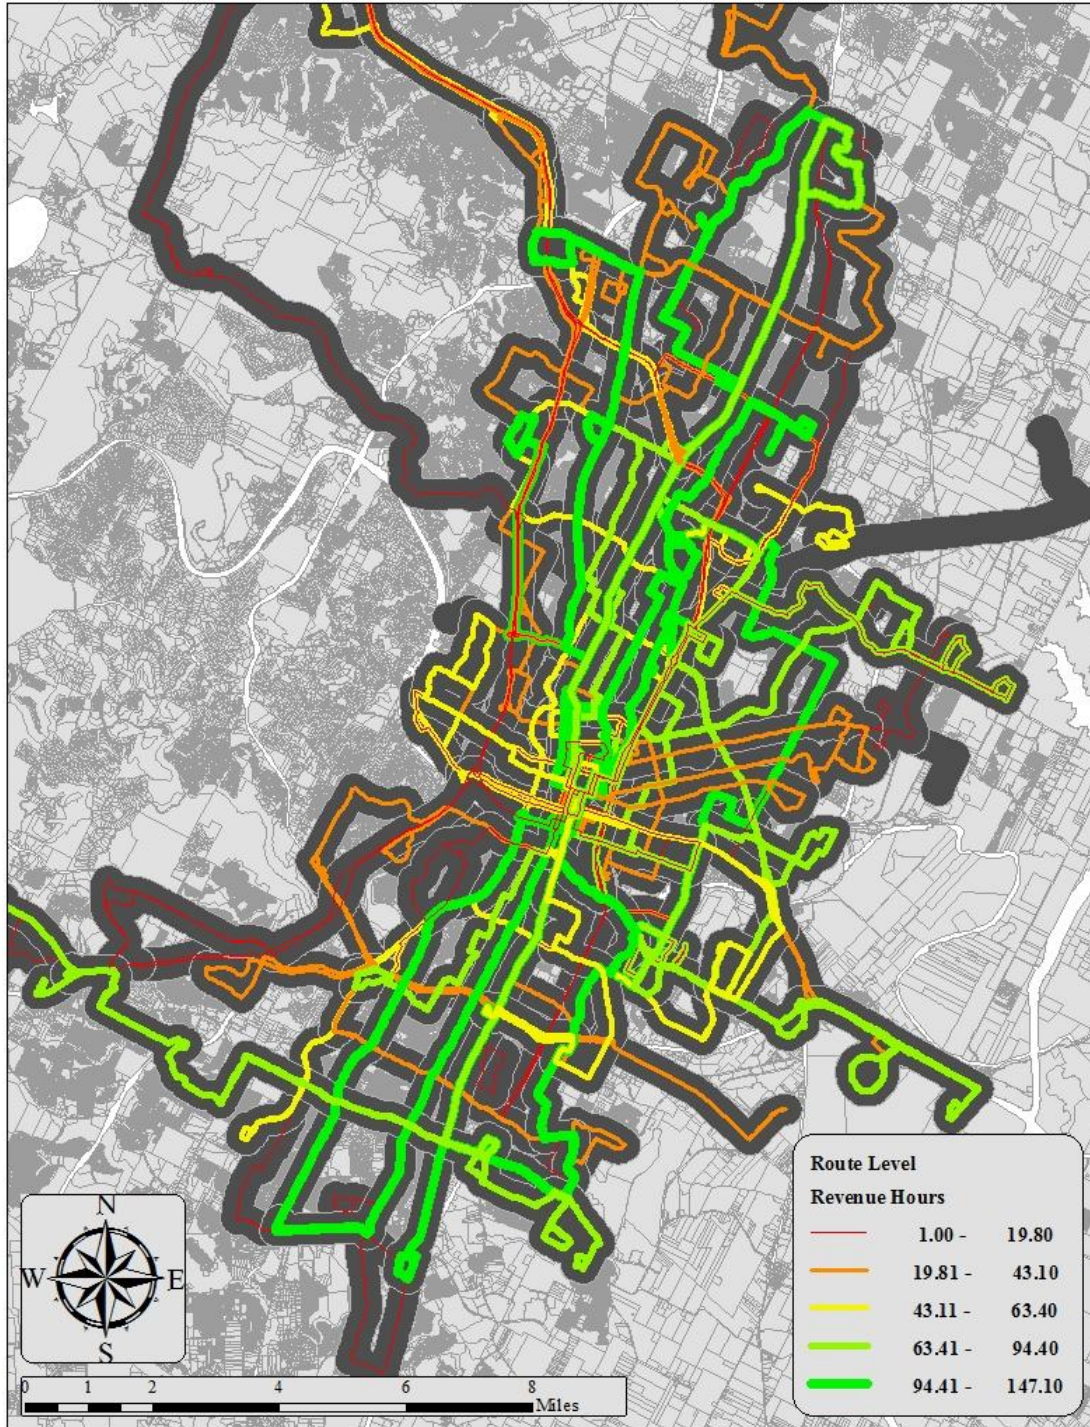 Route Level
Revenue Hours
1.00 - 19.80
19.81 - 43.10
43.11 - 63.40
63.41 - 94.40
94.41 - 147.10
N
W E
S
0 1 2 4 6 8
Miles